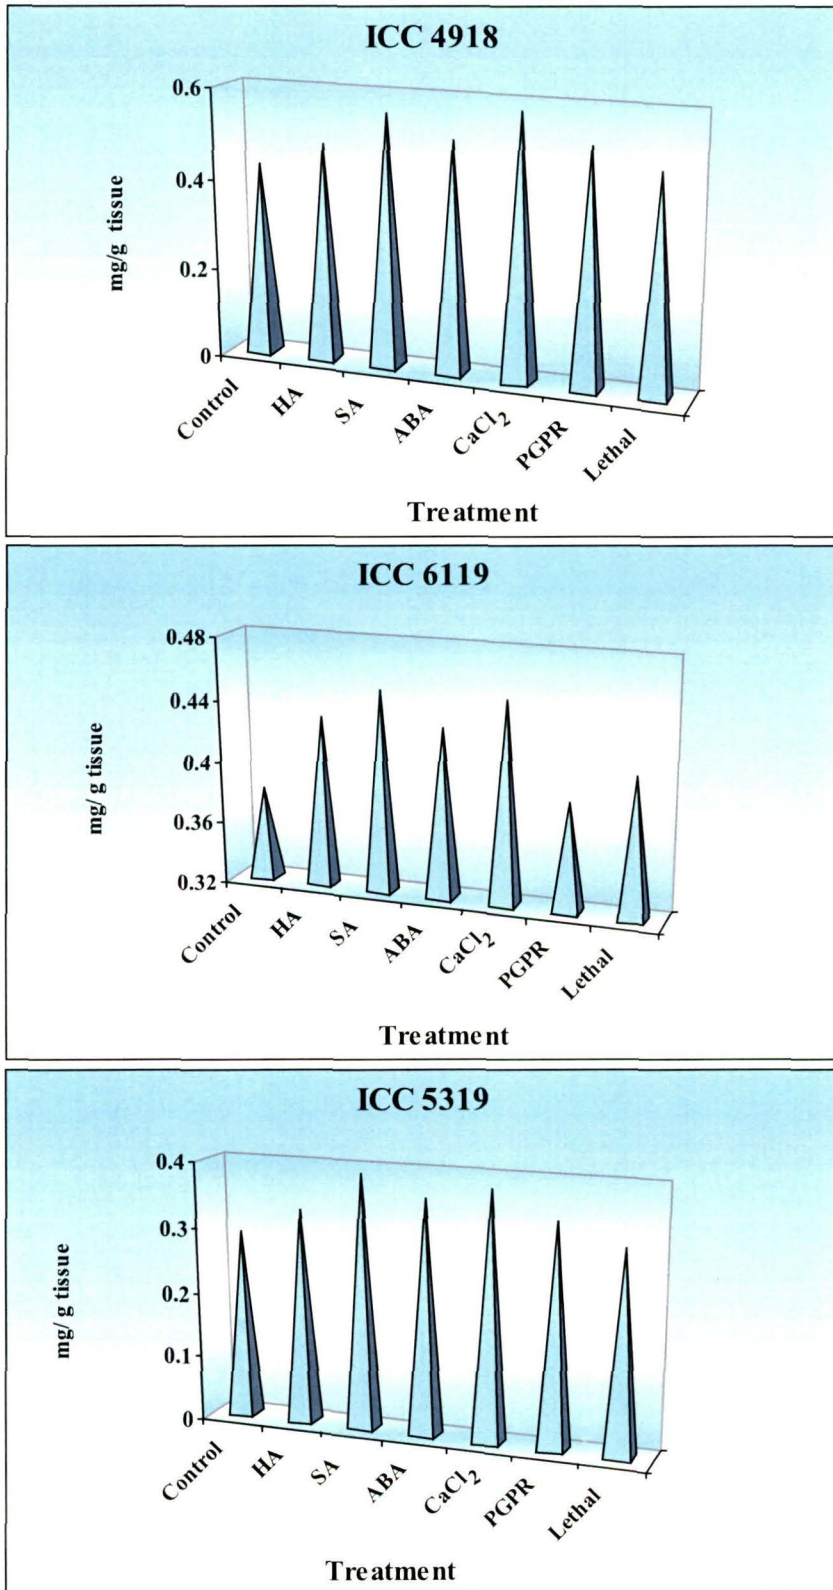 ICC 4918
0.6
0.4
0.2
0
mg/g tissue
Control
HA
SA
ABA
CaCl2
PGPR
Lethal
Treatment
ICC 6119
0.48
0.44
0.4
0.36
0.32
mg/ g tissue
Control
HA
SA
ABA
CaCl2
PGPR
Lethal
Treatment
ICC 5319
0.4
0.3
0.2
0.1
0
mg/ g tissue
Control
HA
SA
ABA
CaCl2
PGPR
Lethal
Treatment